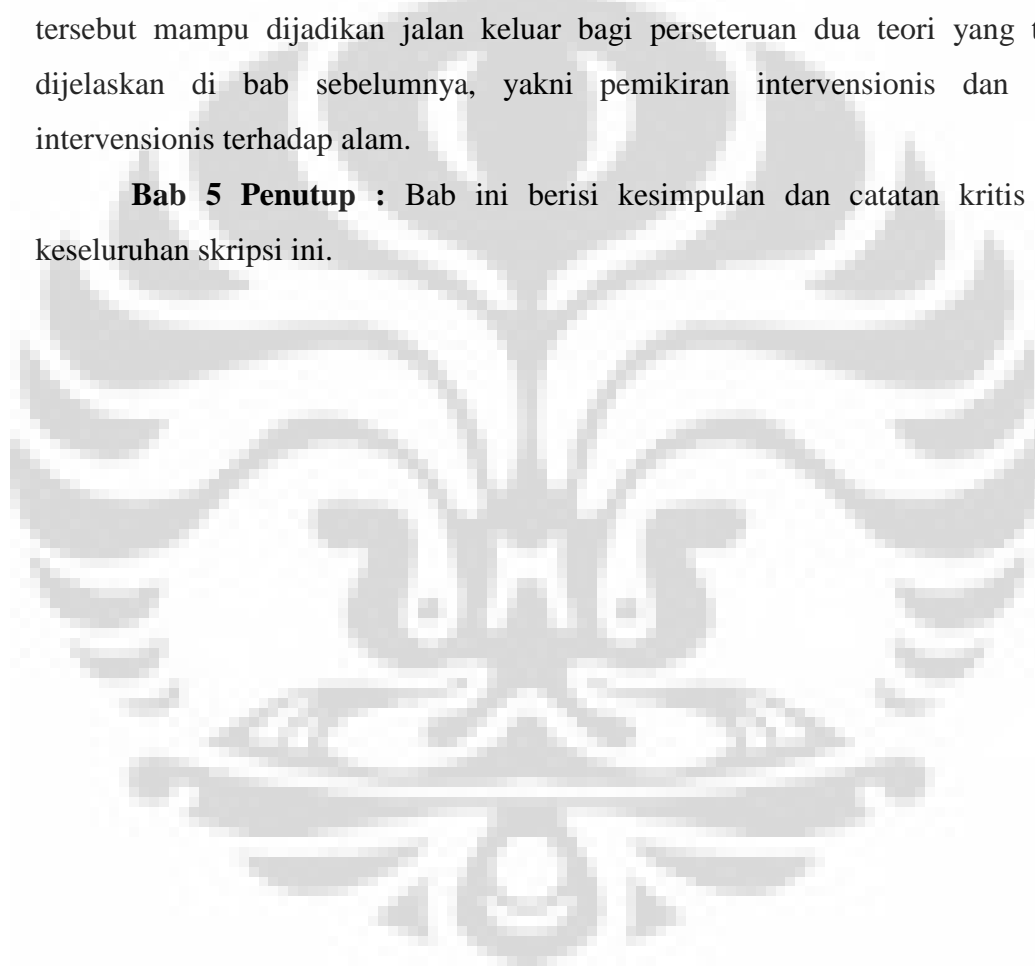 tersebut mampu dijadikan jalan keluar bagi perseteruan dua teori yang
dijelaskan di bab sebelumnya, yakni pemikiran intervensionis dan
intervensionis terhadap alam.
Bab 5 Penutup : Bab ini berisi kesimpulan dan catatan kritis
keseluruhan skripsi ini.